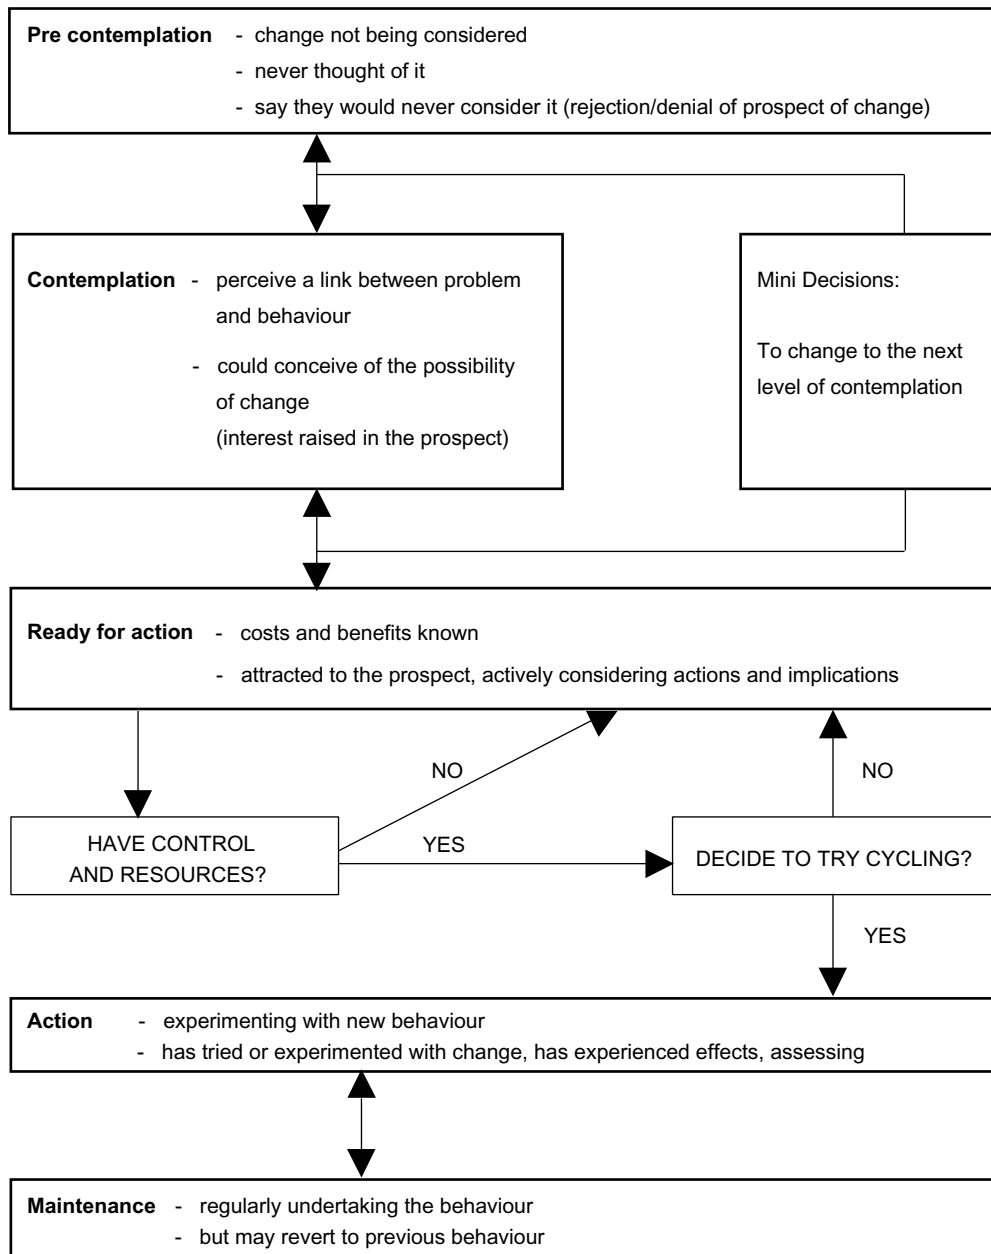 Pre contemplation - change not being considered
- never thought of it
- say they would never consider it (rejection/denial of prospect of change)
Contemplation - perceive a link between problem
and behaviour
- could conceive of the possibility
of change
(interest raised in the prospect)
Mini Decisions:
To change to the next
level of contemplation
Ready for action - costs and benefits known
- attracted to the prospect, actively considering actions and implications
NO
NO
HAVE CONTROL
AND RESOURCES?
YES
DECIDE TO TRY CYCLING?
YES
Action - experimenting with new behaviour
- has tried or experimented with change, has experienced effects, assessing
Maintenance - regularly undertaking the behaviour
- but may revert to previous behaviour